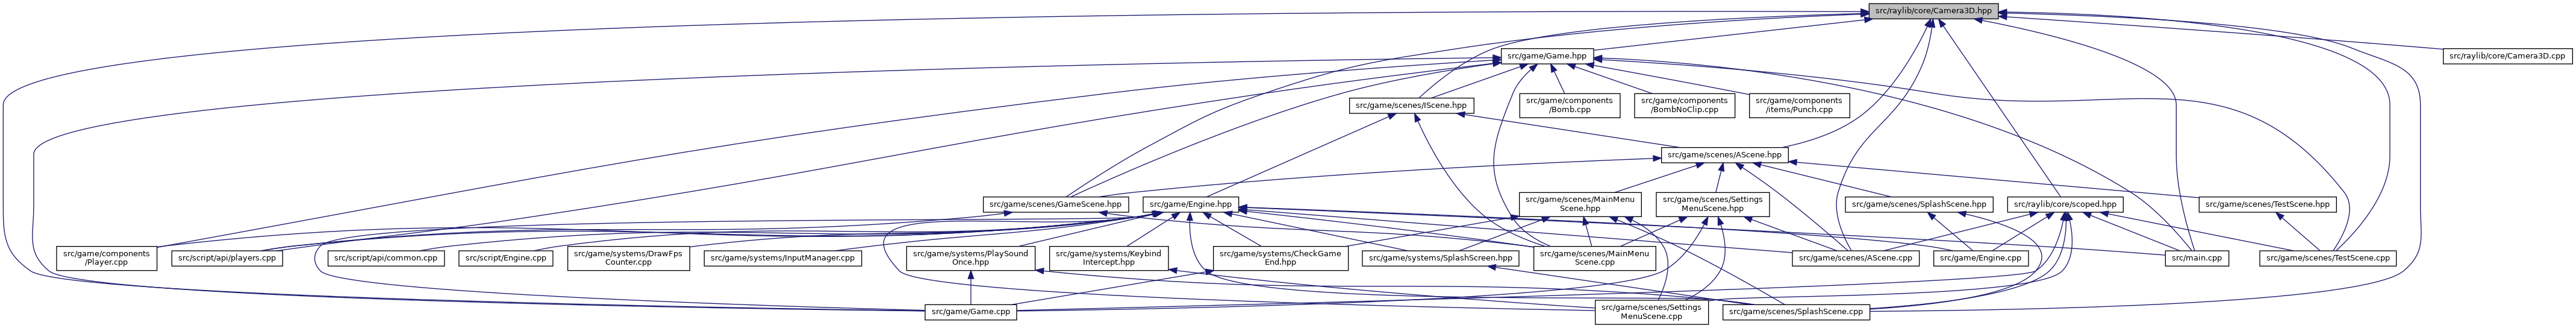 src/raylib/core/Camera3D.hpp
src/game/Game.hpp
src/raylib/core/Camera3D.cpp
src/game/scenes/IScene.hpp
src/game/components
/Bomb.cpp
src/game/components
/BombNoClip.cpp
src/game/components
items/Punch.cpp
src/game/scenes/AScene.hpp
src/game/scenes/GameScene.hpp
src/game/Engine.hpp
src/game/scenes/MainMenu
Scene.hpp
src/game/scenes/Settings
MenuScene.hpp
src/game/scenes/SplashScene.hpp
src/raylib/core/scoped.hpp
src/game/scenes/TestScene.hpp
src/game/components
/Player.cpp
src/script/api/players.cpp
src/script/api/common.cpp
src/script/Engine.cpp
src/game/systems/DrawFps
Counter.cpp
src/game/systems/InputManager.cpp
src/game/systems/PlaySound
Once.hpp
src/game/systems/Keybind
Intercept.hpp
src/game/systems/CheckGame
End.hpp
src/game/systems/SplashScreen.hpp
src/game/scenes/MainMenu
Scene.cpp
src/game/scenes/AScene.cpp
src/game/Engine.cpp
src/main.cpp
src/game/scenes/TestScene.cpp
src/game/Game.cpp
src/game/scenes/Settings
MenuScene.cpp
src/game/scenes/SplashScene.cpp